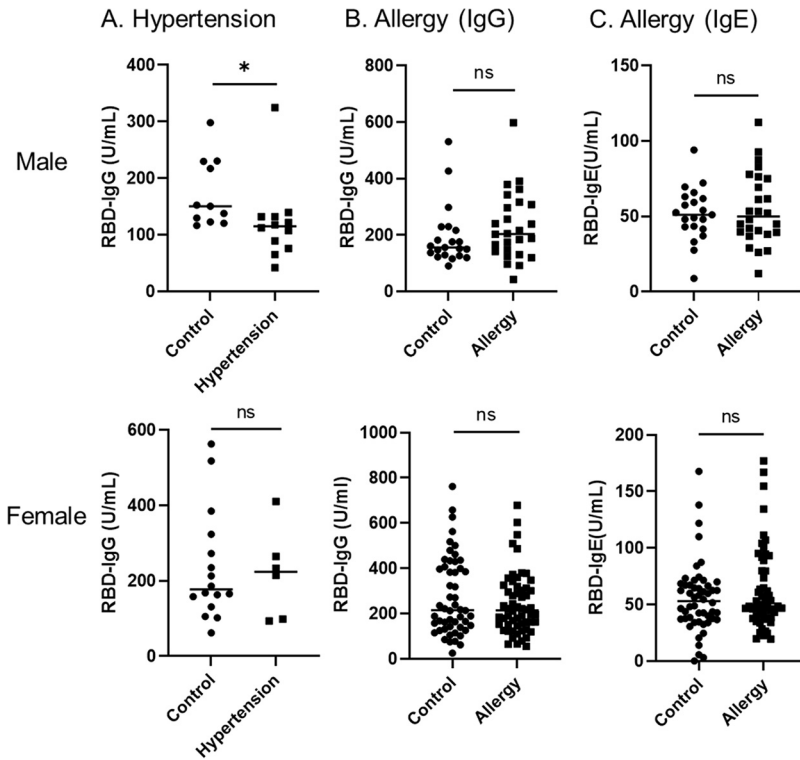 A. Hypertension
B. Allergy (IgG)
C. Allergy (IgE)
Male
RBD-IgG (U/mL)
400
300
200
100
0
*
Control
Hypertension
RBD-IgG (U/mL)
800
600
400
200
0
ns
Control
Allergy
RBD-IgE(U/mL)
150
100
50
0
ns
Control
Allergy
Female
RBD-IgG (U/mL)
600
400
200
0
ns
Control
Hypertension
RBD-IgG (U/ml)
1000
800
600
400
200
0
ns
Control
Allergy
RBD-IgE(U/mL)
200
150
100
50
0
ns
Control
Allergy